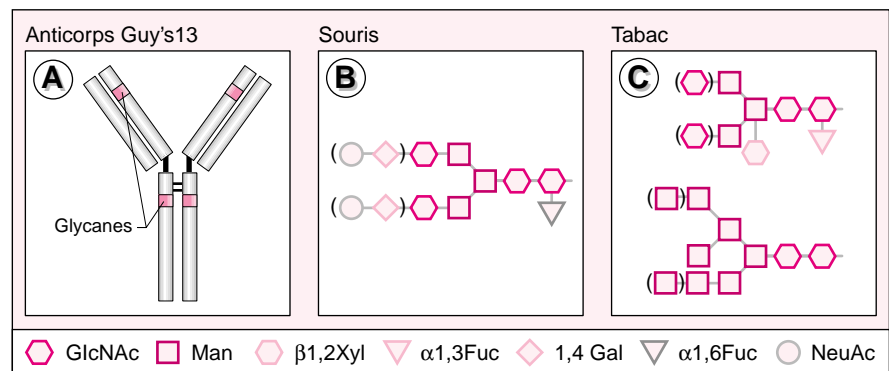 Anticorps Guy's13
Souris
Tabac
A
B
C
( ) ( )
( ) ( )
Glycanes
( )
( )
GlcNAc Man β1,2Xyl α1,3Fuc 1,4 Gal α1,6Fuc NeuAc